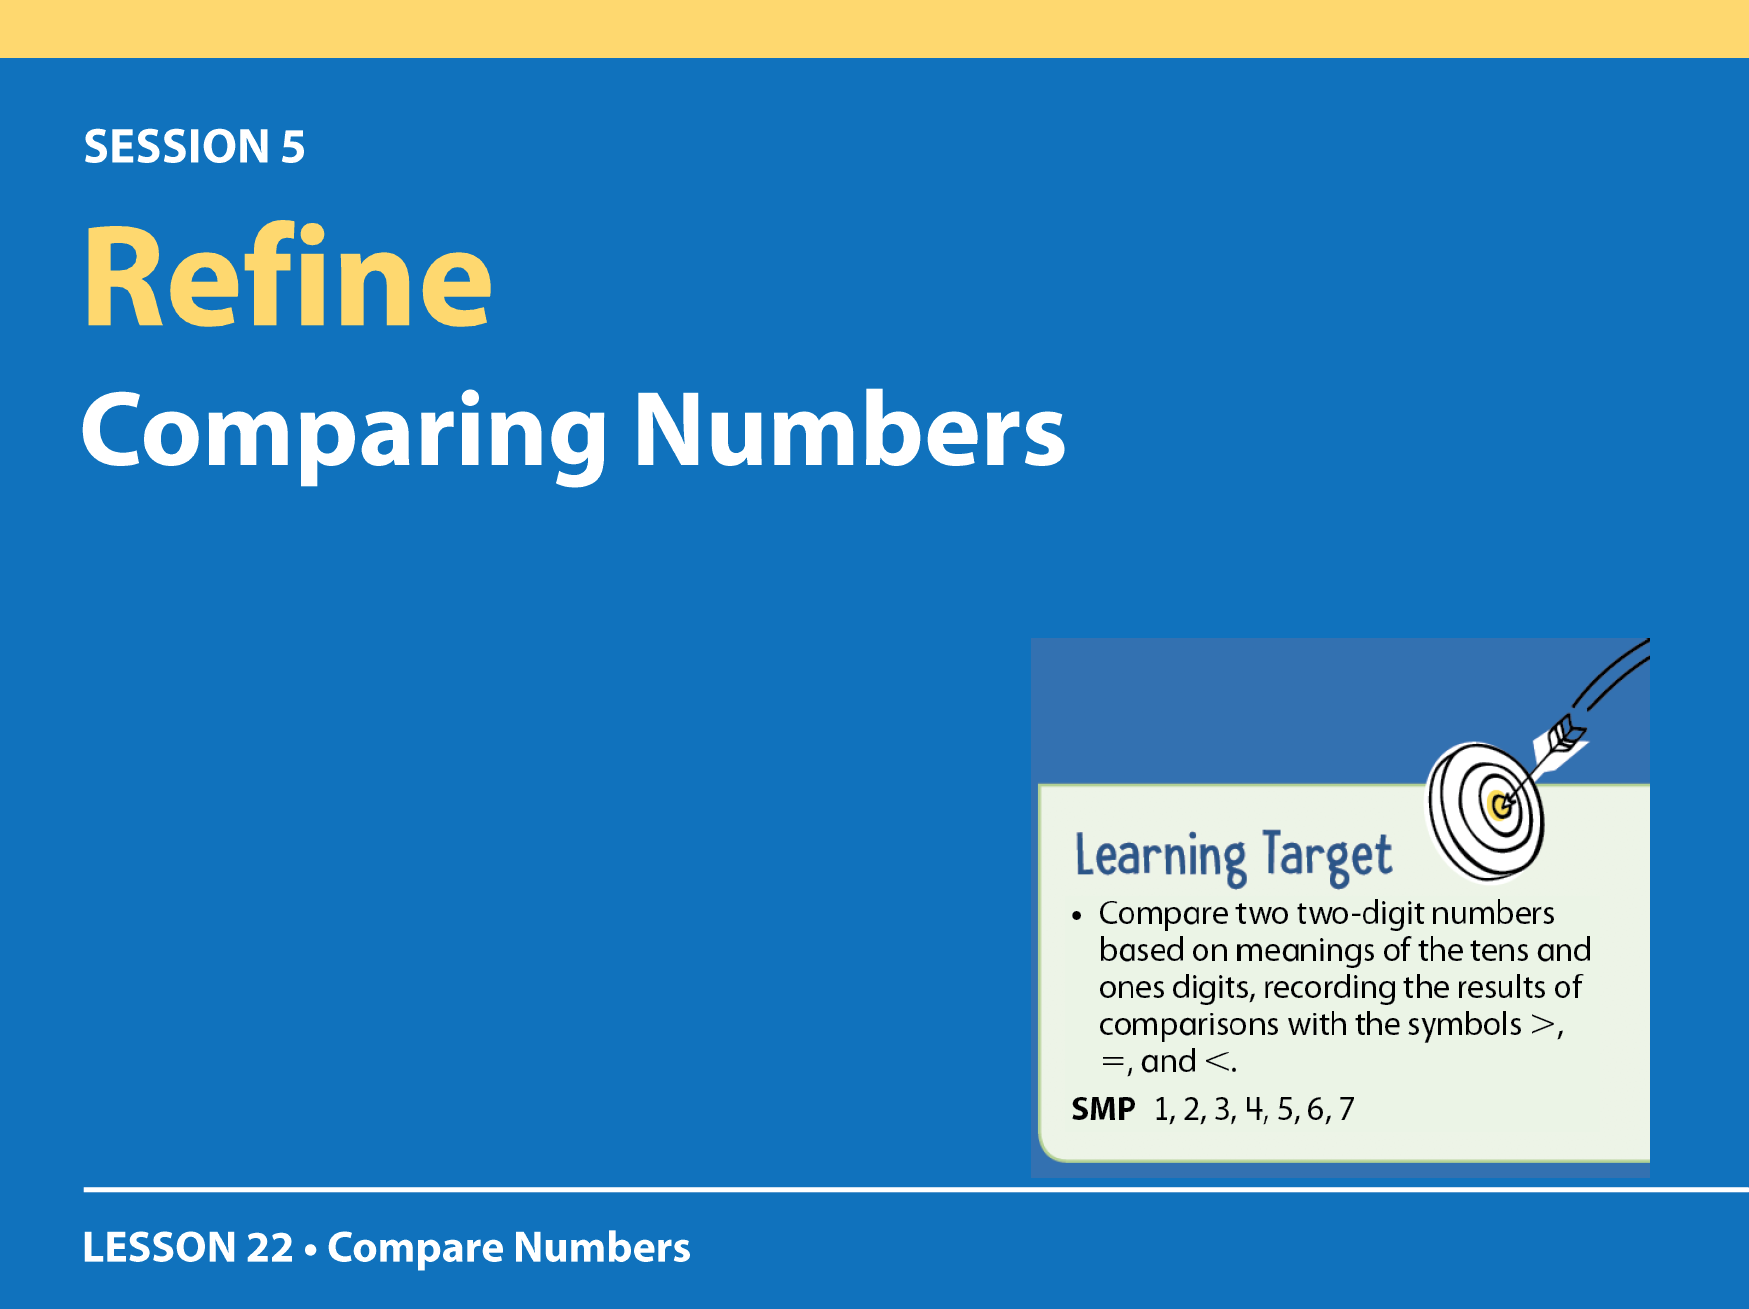 SESSION 5
Refine
Comparing Numbers
Learning Target
• Compare two two-digit numbers
based on meanings of the tens and
ones digits, recording the results of
comparisons with the symbols >,
=, and <.
SMP 1, 2, 3, 4, 5, 6, 7
LESSON 22 • Compare Numbers